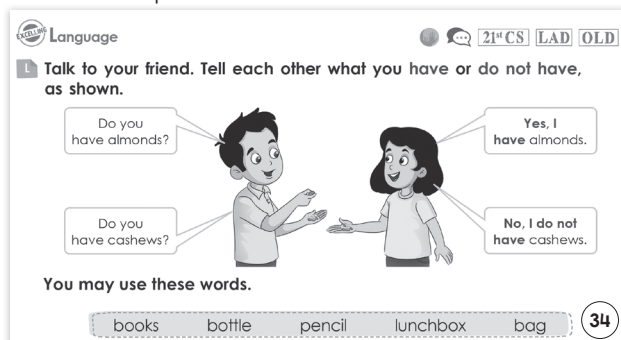 EXCELLING Language
21st CS LAD OLD
L Talk to your friend. Tell each other what you have or do not have,
as shown.
Do you
have almonds?
Yes, I
have almonds.
Do you
have cashews?
No, I do not
have cashews.
You may use these words.
books bottle pencil lunchbox bag
34